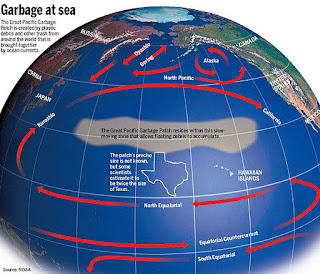 Garbage at sea
The Great Pacific Garbage
Patch is created by plastic
debris and other trash from
around the world that is
brought together
by ocean currents.
RUSSIA
Oyashio
Bering
Alaska
CANADA
CHINA
North Pacific
JAPAN
Kuroshio
California
MEXICO
The Great Pacific Garbage Patch resides within this slow-
moving zone that allows floating debris to accumulate.
The patch's precise
size is not known,
but some
scientists
estimate it to
be twice the size
of Texas.
HAWAIIAN
ISLANDS
North Equatorial
Equatorial Countercurrent
South Equatorial
Source: NOAA